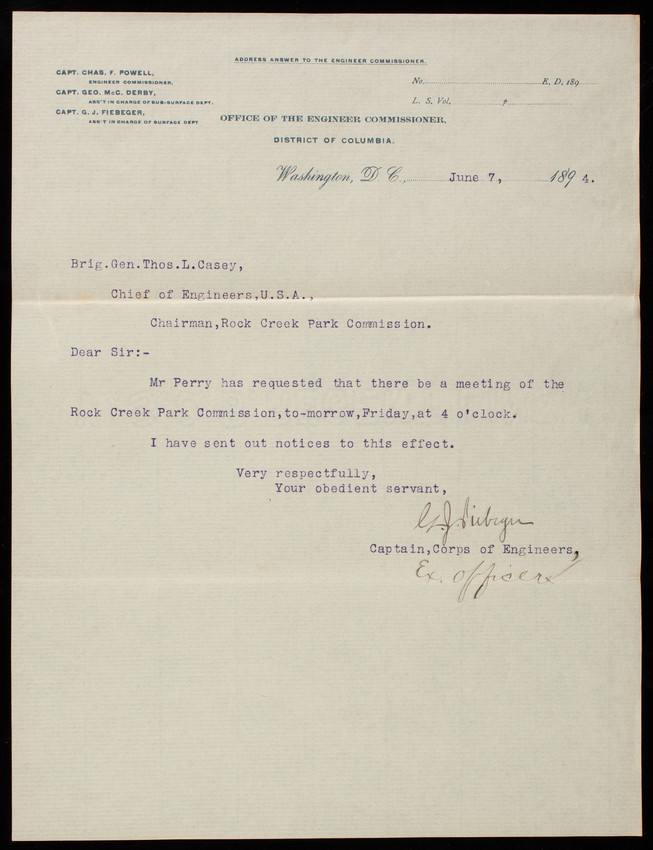 ADDRESS ANSWER TO THE ENGINEER COMMISSIONER.
CAPT. CHAS. F. POWELL,
ENGINEER COMMISSIONER.
CAPT. GEO. McC. DERBY,
ASS'T IN CHARGE OF SUB-SURFACE DEPT.
CAPT. G. J. FIEBEGER,
ASS'T IN CHARGE OF SURFACE DEPT
No. E. D. 189
L. S. Vol. , p.
OFFICE OF THE ENGINEER COMMISSIONER,
DISTRICT OF COLUMBIA.
Washington, D C., June 7, 1894.
Brig.Gen.Thos.L.Casey,
Chief of Engineers,U.S.A.,
Chairman,Rock Creek Park Commission.
Dear Sir:-
Mr Perry has requested that there be a meeting of the
Rock Creek Park Commission,to-morrow,Friday,at 4 o'clock.
I have sent out notices to this effect.
Very respectfully,
Your obedient servant,
G. J. Fiebeger
Captain,Corps of Engineers,
Ex. officer